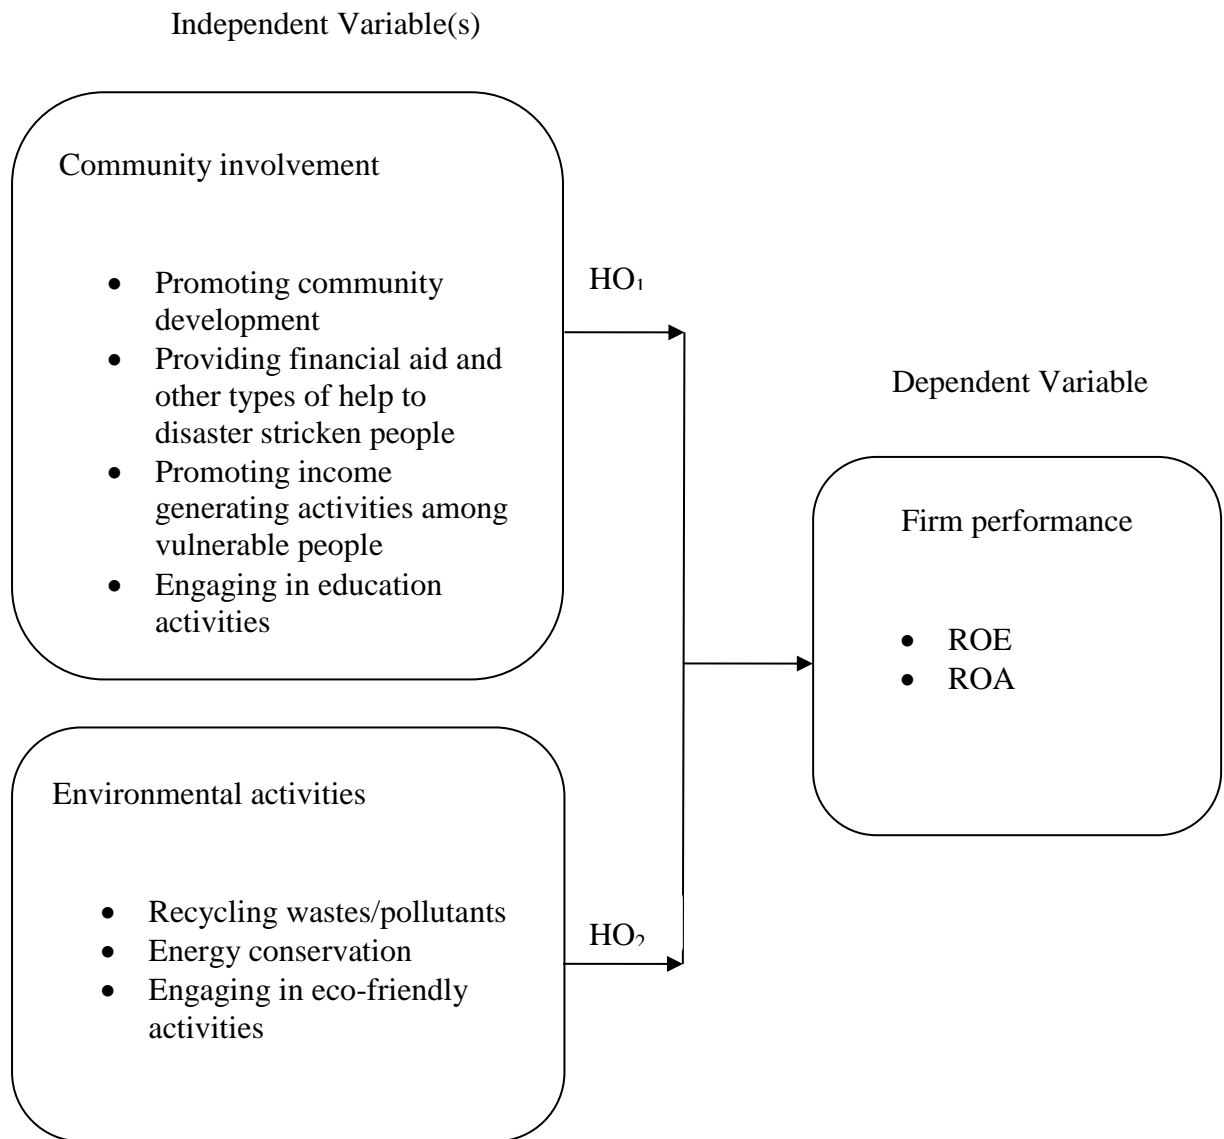 Independent Variable(s)
Community involvement
• Promoting community
development
• Providing financial aid and
other types of help to
disaster stricken people
• Promoting income
generating activities among
vulnerable people
• Engaging in education
activities
HO₁
Environmental activities
• Recycling wastes/pollutants
• Energy conservation
• Engaging in eco-friendly
activities
HO₂
Dependent Variable
Firm performance
• ROE
• ROA